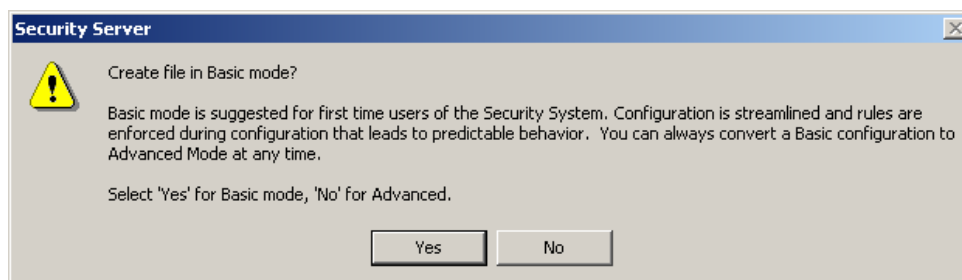 Security Server
Create file in Basic mode?
Basic mode is suggested for first time users of the Security System. Configuration is streamlined and rules are
enforced during configuration that leads to predictable behavior. You can always convert a Basic configuration to
Advanced Mode at any time.
Select 'Yes' for Basic mode, 'No' for Advanced.
Yes
No